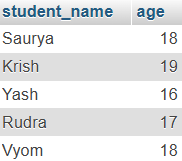 student_name age
Saurya 18
Krish 19
Yash 16
Rudra 17
Vyom 18